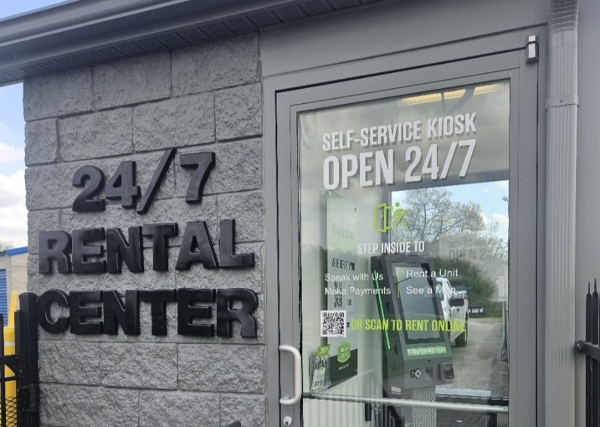 24/7
RENTAL
CENTER
SELF-SERVICE KIOSK
OPEN 24/7
STEP INSIDE TO
Speak with Us
Rent a Unit
Make Payments
See a
OR SCAN TO RENT ONLINE